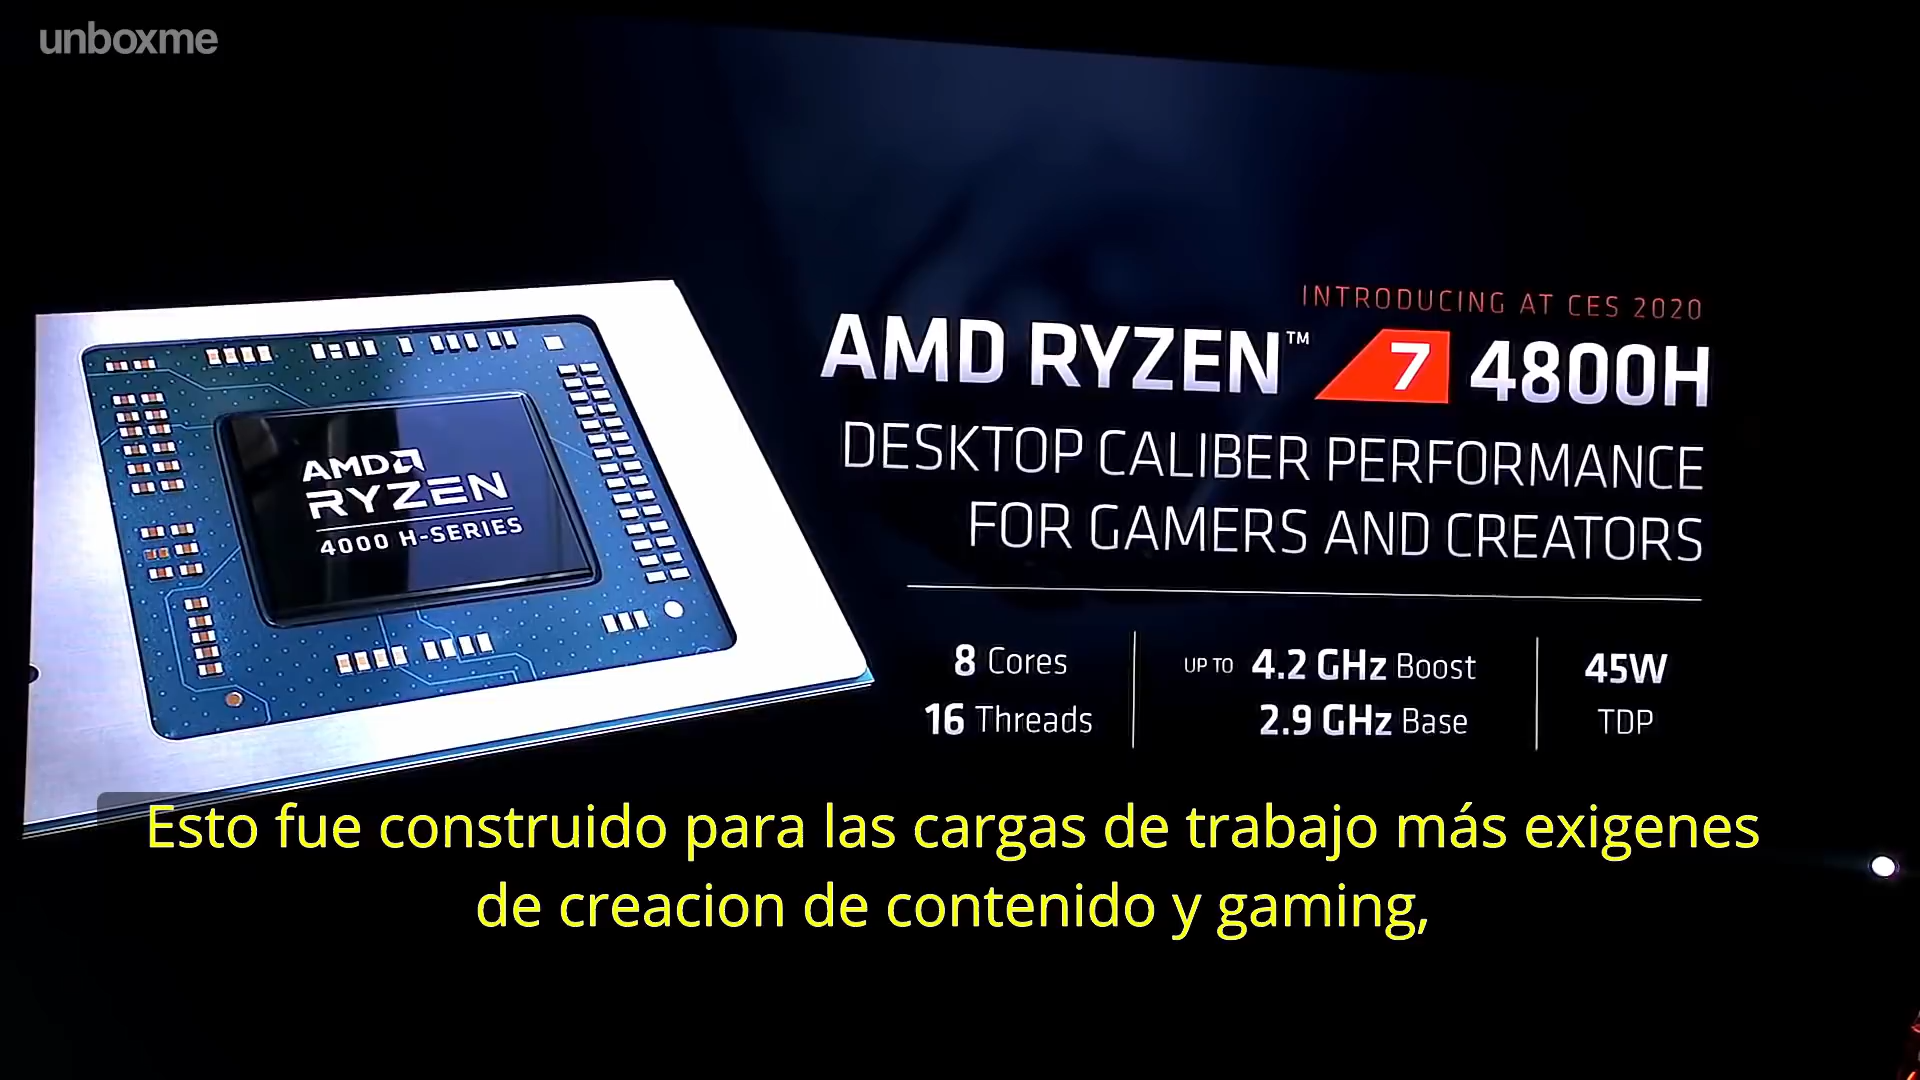 unboxme
INTRODUCING AT CES 2020
AMD RYZEN™ 7 4800H
DESKTOP CALIBER PERFORMANCE
FOR GAMERS AND CREATORS
AMD
RYZEN
4000 H-SERIES
8 Cores
16 Threads
UP TO 4.2 GHz Boost
2.9 GHz Base
45W
TDP
Esto fue construido para las cargas de trabajo más exigenes
de creacion de contenido y gaming,